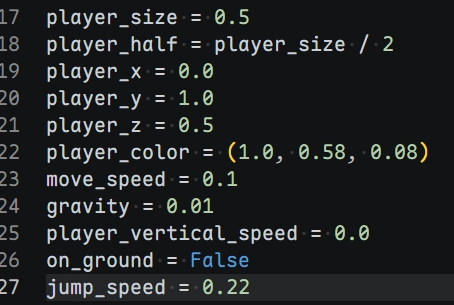 17 player_size = 0.5
18 player_half = player_size / 2
19 player_x = 0.0
20 player_y = 1.0
21 player_z = 0.5
22 player_color = (1.0, 0.58, 0.08)
23 move_speed = 0.1
24 gravity = 0.01
25 player_vertical_speed = 0.0
26 on_ground = False
27 jump_speed = 0.22